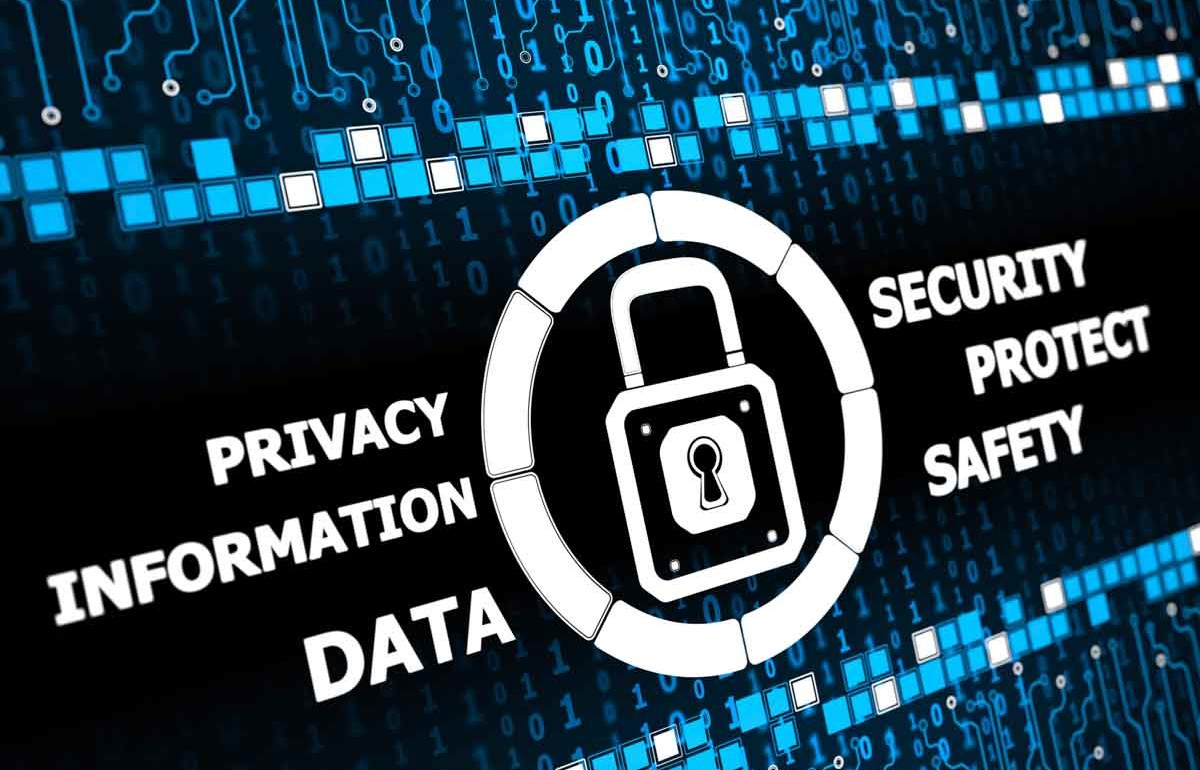 PRIVACY
INFORMATION
DATA
SECURITY
PROTECT
SAFETY